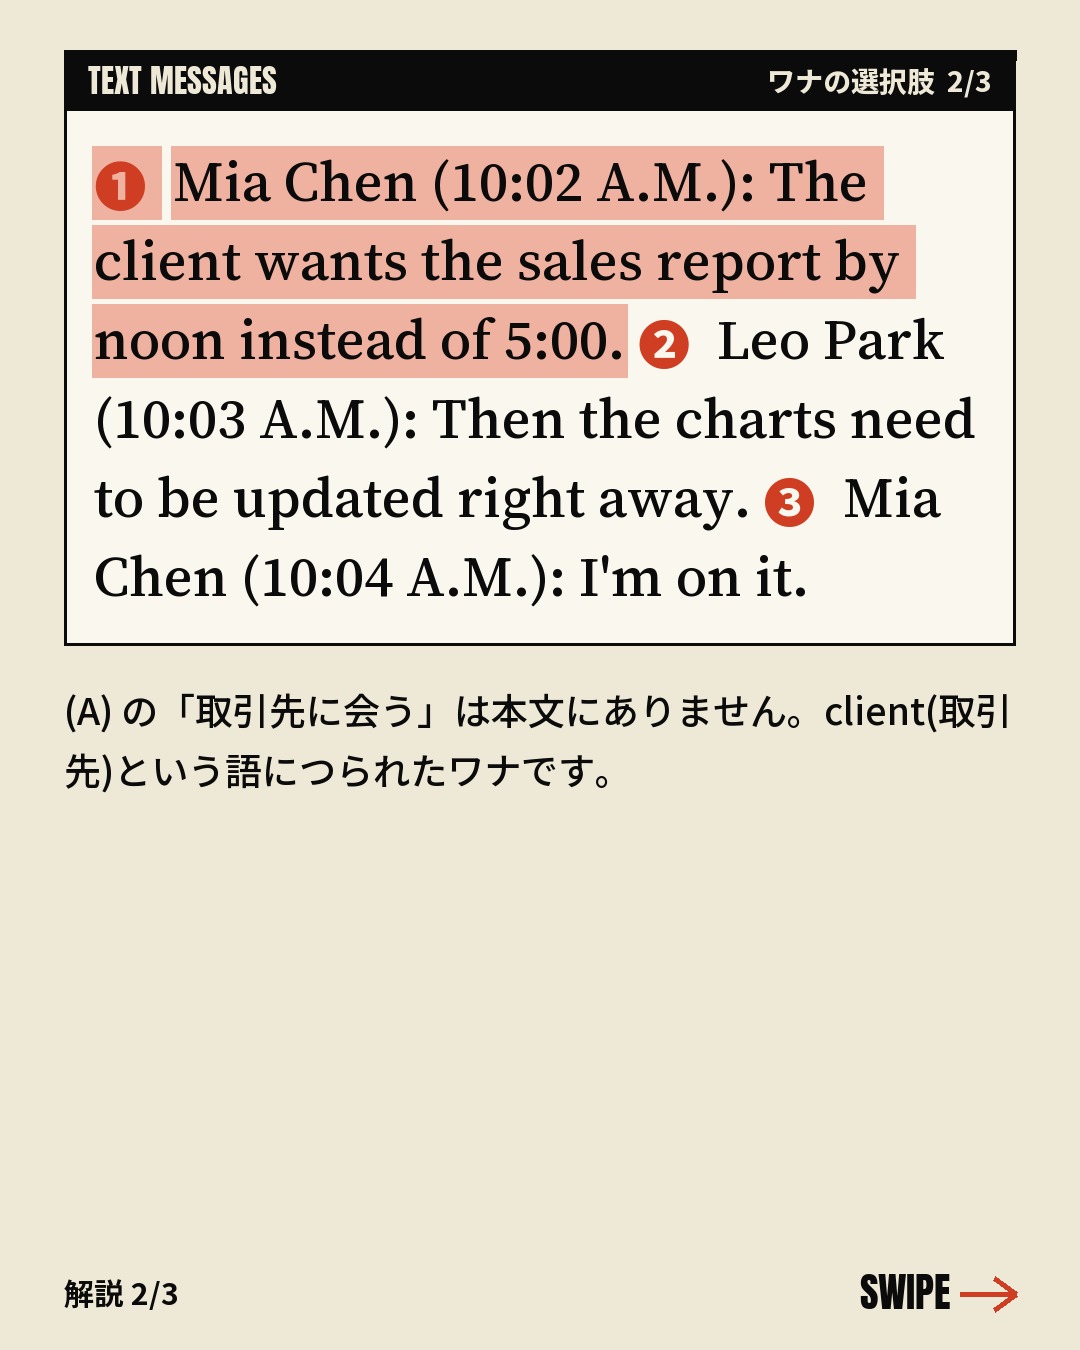 TEXT MESSAGES
ワナの選択肢 2/3
❶ Mia Chen (10:02 A.M.): The
client wants the sales report by
noon instead of 5:00. ❷ Leo Park
(10:03 A.M.): Then the charts need
to be updated right away. ❸ Mia
Chen (10:04 A.M.): I'm on it.
(A) の「取引先に会う」は本文にありません。client(取引
先)という語につられたワナです。
解説 2/3
SWIPE